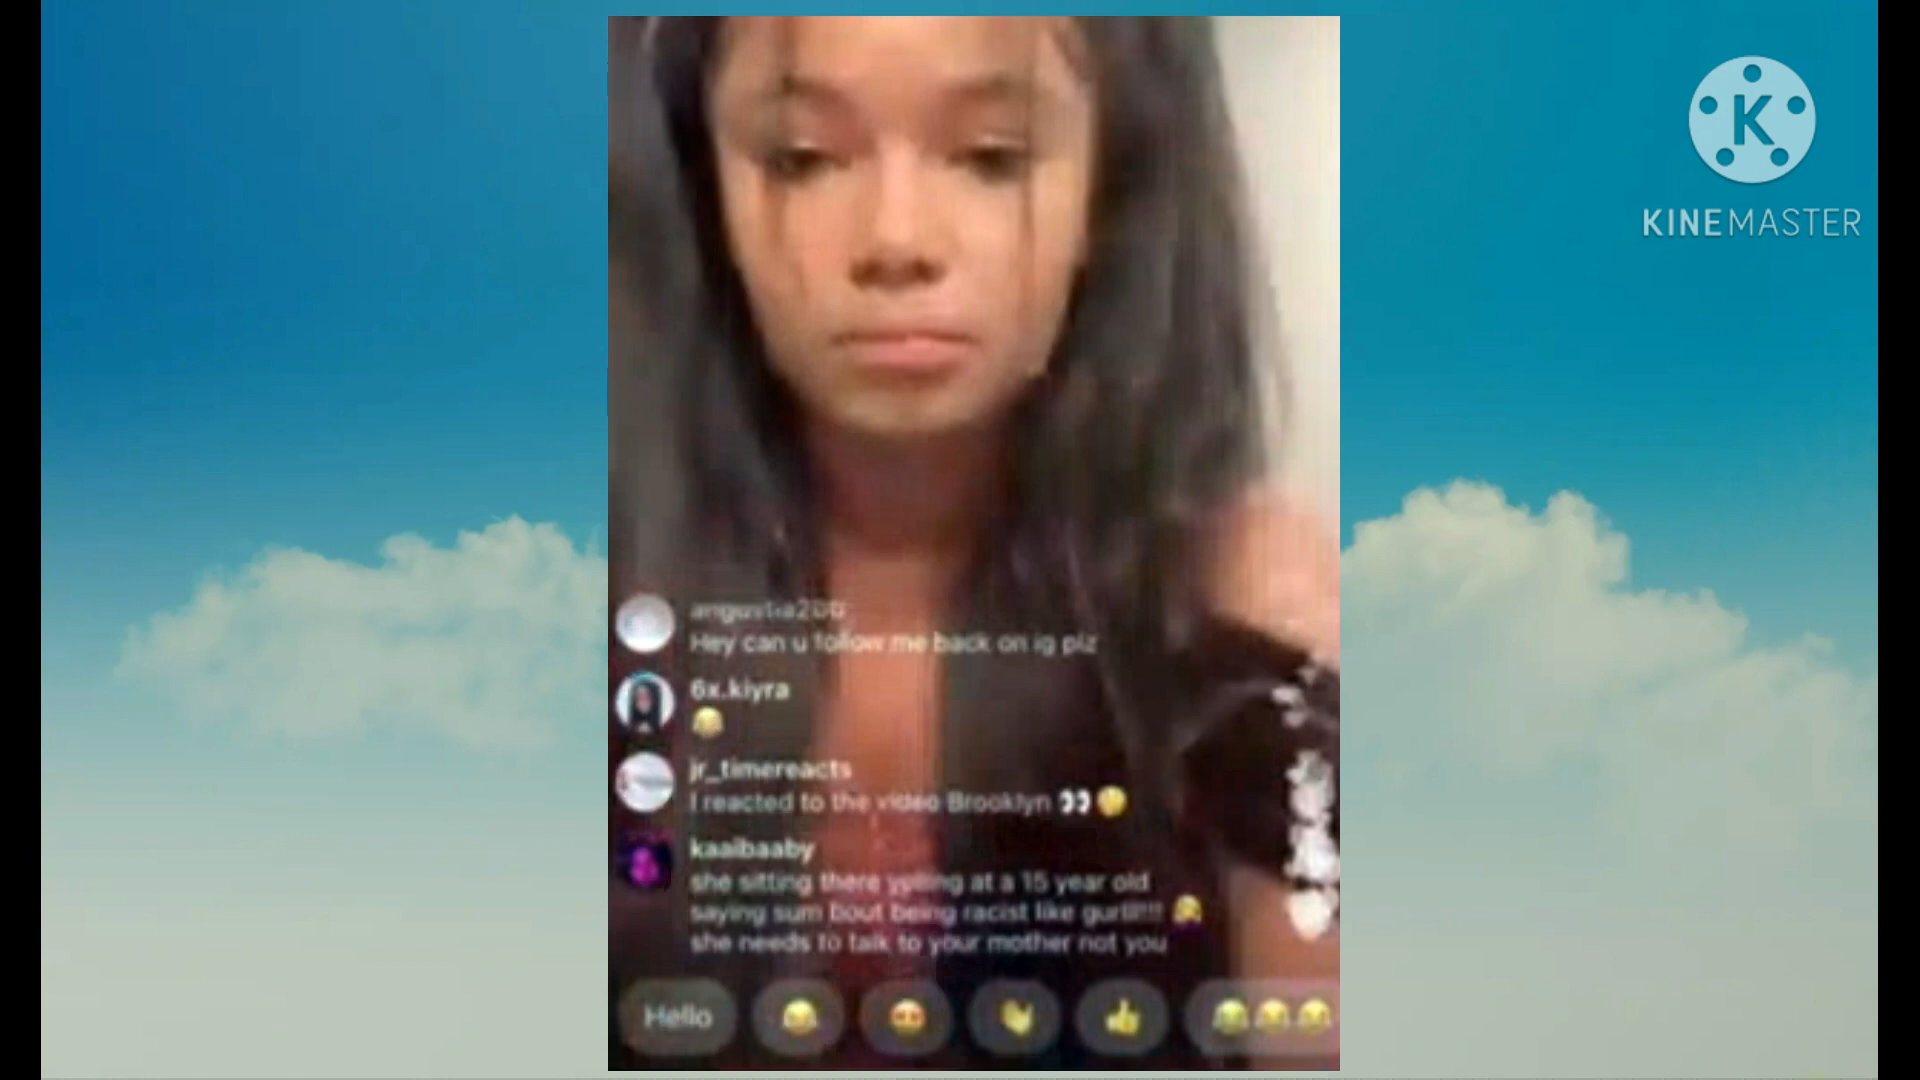 K
KINEMASTER
angustia200
Hey can u follow me back on ig plz
6x.kiyra
😂
jr_timereacts
I reacted to the video Brooklyn 👀🤔
kaaibaaby
she sitting there at a 15 year old
saying sum bout being racist like
she needs to talk to your mother not you
Hello